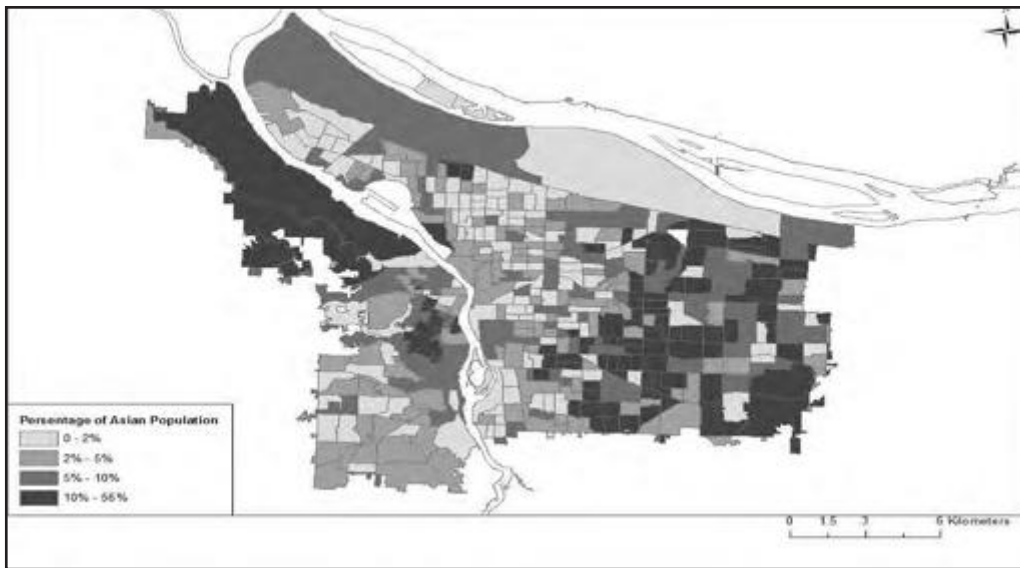 Percentage of Asian Population
0 - 2%
2% - 5%
5% - 10%
10% - 56%
0 1.5 3 6 Kilometers